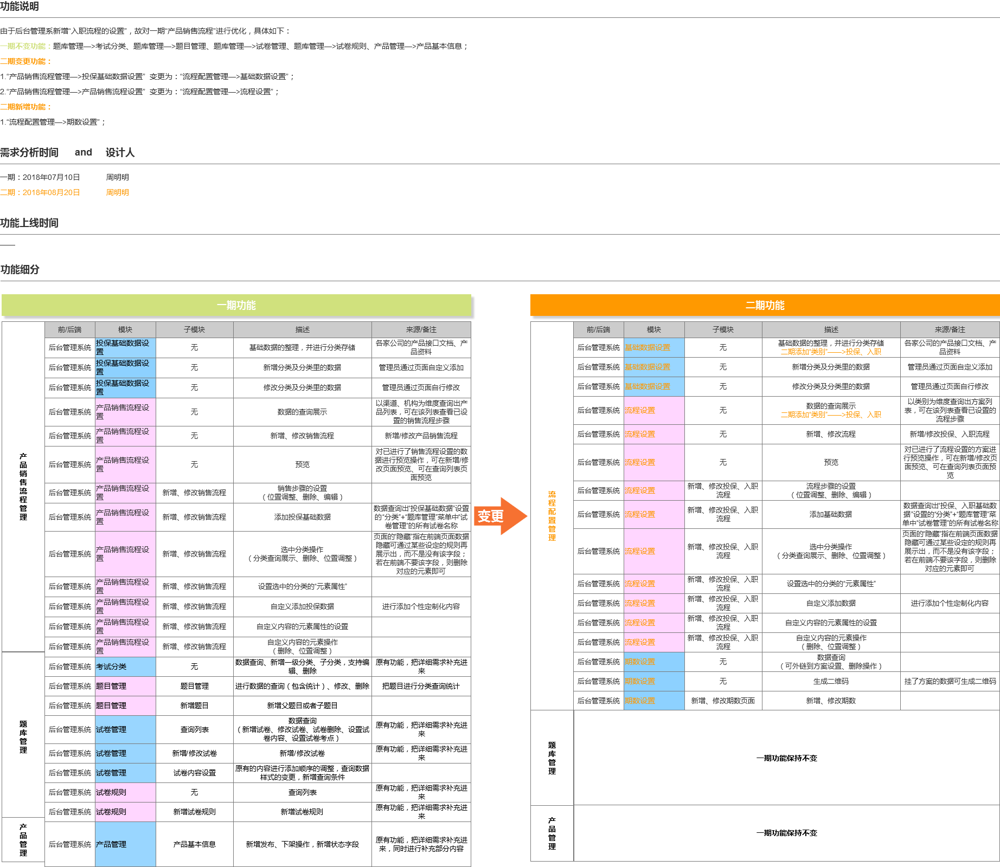 功能说明
由于后台管理系新增“入职流程的设置”，故对一期“产品销售流程”进行优化，具体如下：
一期不变功能：题库管理—>考试分类、题库管理—>题目管理、题库管理—>试卷管理、题库管理—>试卷规则、产品管理—>产品基本信息；
二期变更功能：
1.“产品销售流程管理—>投保基础数据设置” 变更为：“流程配置管理—>基础数据设置”；
2.“产品销售流程管理—>产品销售流程设置” 变更为：“流程配置管理—>流程设置”；
二期新增功能：
1.“流程配置管理—>期数设置”；
需求分析时间 and 设计人
一期：2018年07月10日 周明明
二期：2018年08月20日 周明明
功能上线时间
——
功能细分
一期功能
前/后端 模块 子模块 描述 来源/备注
产品销售流程管理
后台管理系统 投保基础数据设置 无 基础数据的整理，并进行分类存储 各家公司的产品接口文档、产品资料
后台管理系统 投保基础数据设置 无 新增分类及分类里的数据 管理员通过页面自定义添加
后台管理系统 投保基础数据设置 无 修改分类及分类里的数据 管理员通过页面自行修改
后台管理系统 产品销售流程设置 无 数据的查询展示 以渠道、机构为维度查询出产品列表，可在该列表查看已设置的销售流程步骤
后台管理系统 产品销售流程设置 无 新增、修改销售流程 新增/修改产品销售流程
后台管理系统 产品销售流程设置 无 预览 对已进行了销售流程设置的数据进行预览操作，可在新增/修改页面预览、可在查询列表页面预览
后台管理系统 产品销售流程设置 新增、修改销售流程 销售步骤的设置（位置调整、删除、编辑）
后台管理系统 产品销售流程设置 新增、修改销售流程 添加投保基础数据 数据查询出“投保基础数据”设置的“分类”+“题库管理”菜单中“试卷管理”的所有试卷名称
后台管理系统 产品销售流程设置 新增、修改销售流程 选中分类操作（分类查询展示、删除、位置调整） 页面的“隐藏”指在前端页面数据隐藏可通过某些设定的规则再展示出，而不是没有该字段；若在前端不要该字段，则删除对应的元素即可
后台管理系统 产品销售流程设置 新增、修改销售流程 设置选中的分类的“元素属性”
后台管理系统 产品销售流程设置 新增、修改销售流程 自定义添加投保数据 进行添加个性定制化内容
后台管理系统 产品销售流程设置 新增、修改销售流程 自定义内容的元素属性的设置
后台管理系统 产品销售流程设置 新增、修改销售流程 自定义内容的元素操作（删除、位置调整）
题库管理
后台管理系统 考试分类 无 数据查询、新增一级分类、子分类，支持编辑、删除 原有功能，把详细需求补充进来
后台管理系统 题目管理 题目管理 进行数据的查询（包含统计）、修改、删除 把题目进行分类查询统计
后台管理系统 题目管理 新增题目 新增父题目或者子题目
后台管理系统 试卷管理 查询列表 数据查询（新增试卷、修改试卷、试卷删除、设置试卷内容、设置试卷考点） 原有功能，把详细需求补充进来
后台管理系统 试卷管理 新增/修改试卷 新增/修改试卷 原有功能，把详细需求补充进来
后台管理系统 试卷管理 试卷内容设置 原有的内容进行添加顺序的调整，查询数据样式的变更，新增查询条件
后台管理系统 试卷规则 无 查询列表 原有功能，把详细需求补充进来
后台管理系统 试卷规则 新增试卷规则 新增试卷规则 原有功能，把详细需求补充进来
产品管理
后台管理系统 产品管理 产品基本信息 新增发布、下架操作，新增状态字段 原有功能，把详细需求补充进来，同时进行补充部分内容
变更
二期功能
前/后端 模块 子模块 描述 来源/备注
流程配置管理
后台管理系统 基础数据设置 无 基础数据的整理，并进行分类存储 二期添加“类别”——>投保、入职 各家公司的产品接口文档、产品资料
后台管理系统 基础数据设置 无 新增分类及分类里的数据 管理员通过页面自定义添加
后台管理系统 基础数据设置 无 修改分类及分类里的数据 管理员通过页面自行修改
后台管理系统 流程设置 无 数据的查询展示 二期添加“类别”——>投保、入职 以类别为维度查询出方案列表，可在该列表查看已设置的流程步骤
后台管理系统 流程设置 无 新增、修改流程 新增/修改投保、入职流程
后台管理系统 流程设置 无 预览 对已进行了流程设置的方案进行预览操作，可在新增/修改页面预览、可在查询列表页面预览
后台管理系统 流程设置 新增、修改投保、入职流程 流程步骤的设置（位置调整、删除、编辑）
后台管理系统 流程设置 新增、修改投保、入职流程 添加基础数据 数据查询出“投保、入职基础数据”设置的“分类”+“题库管理”菜单中“试卷管理”的所有试卷名称
后台管理系统 流程设置 新增、修改投保、入职流程 选中分类操作（分类查询展示、删除、位置调整） 页面的“隐藏”指在前端页面数据隐藏可通过某些设定的规则再展示出，而不是没有该字段；若在前端不要该字段，则删除对应的元素即可
后台管理系统 流程设置 新增、修改投保、入职流程 设置选中的分类的“元素属性”
后台管理系统 流程设置 新增、修改投保、入职流程 自定义添加数据 进行添加个性定制化内容
后台管理系统 流程设置 新增、修改投保、入职流程 自定义内容的元素属性的设置
后台管理系统 流程设置 新增、修改投保、入职流程 自定义内容的元素操作（删除、位置调整）
后台管理系统 期数设置 无 数据查询（可外链到方案设置、删除操作）
后台管理系统 期数设置 无 生成二维码 挂了方案的数据可生成二维码
后台管理系统 期数设置 新增、修改期数页面 新增、修改期数
题库管理
一期功能保持不变
产品管理
一期功能保持不变